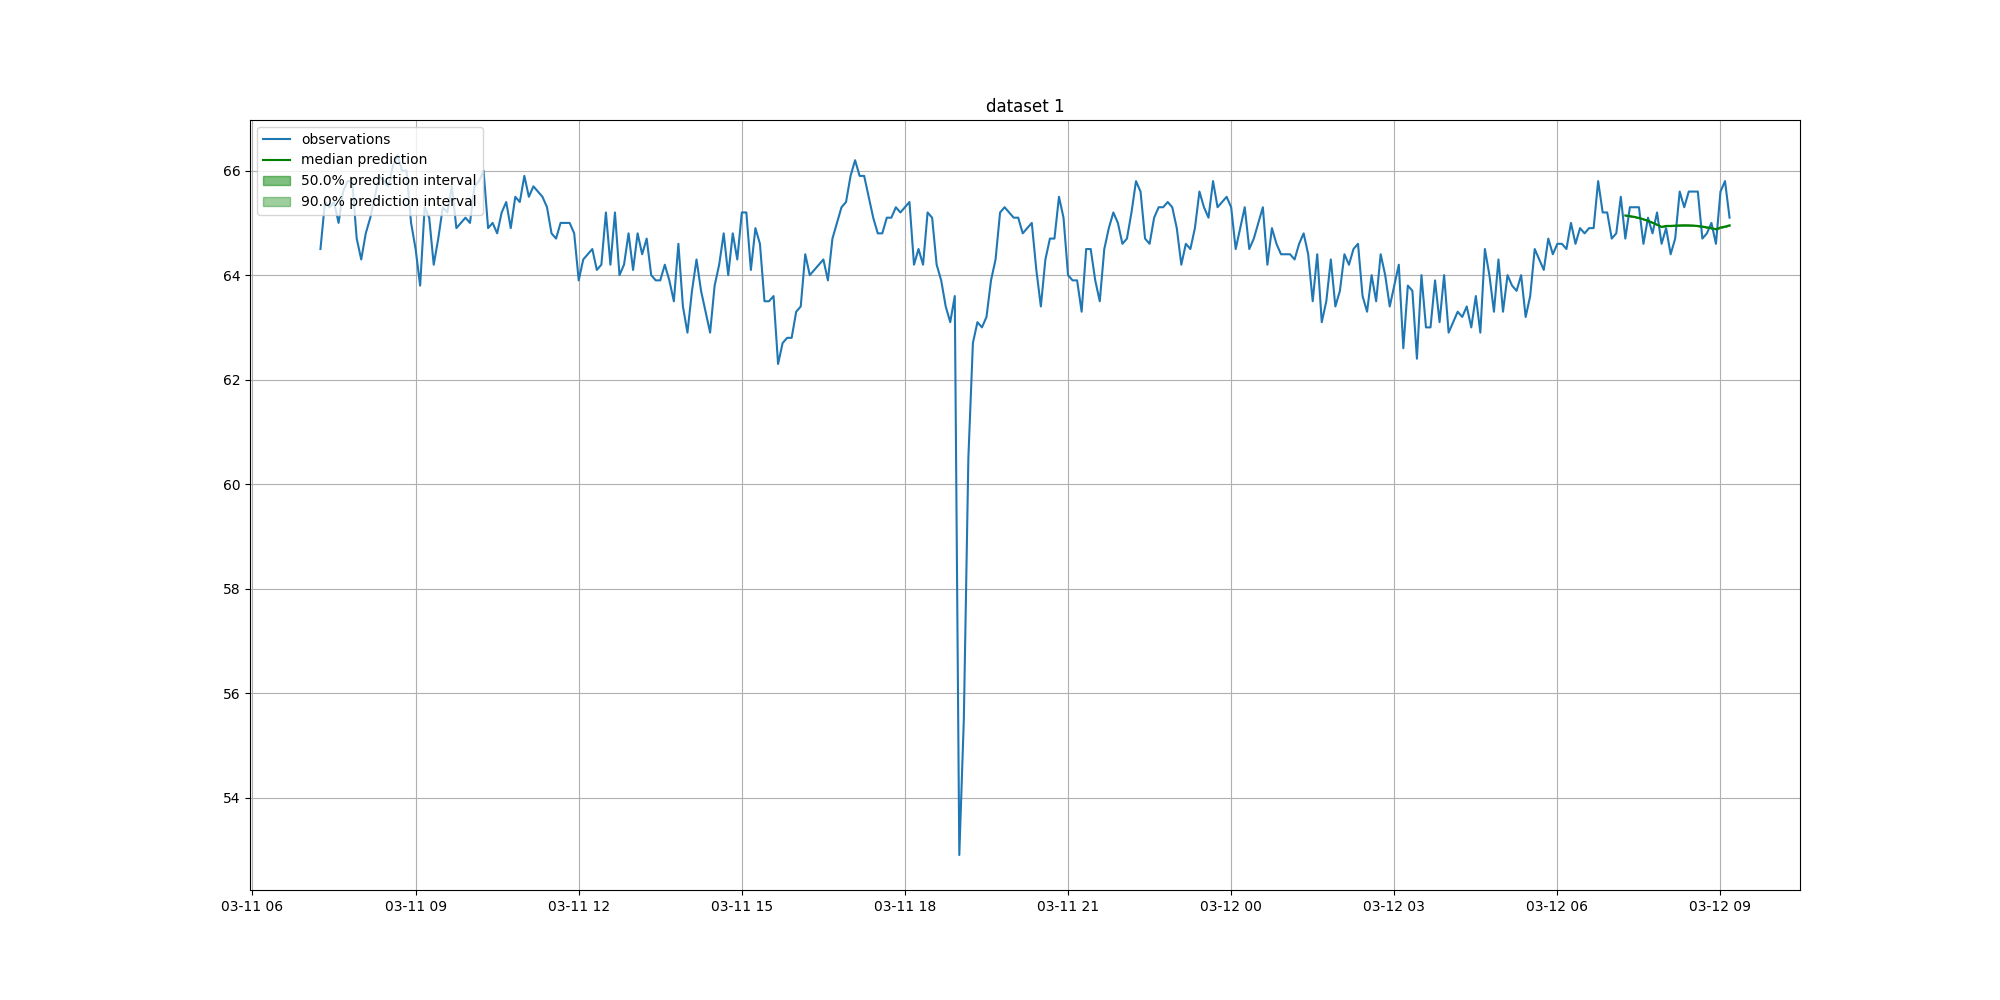 dataset 1
observations
median prediction
50.0% prediction interval
90.0% prediction interval
66
64
62
60
58
56
54
03-11 06 03-11 09 03-11 12 03-11 15 03-11 18 03-11 21 03-12 00 03-12 03 03-12 06 03-12 09